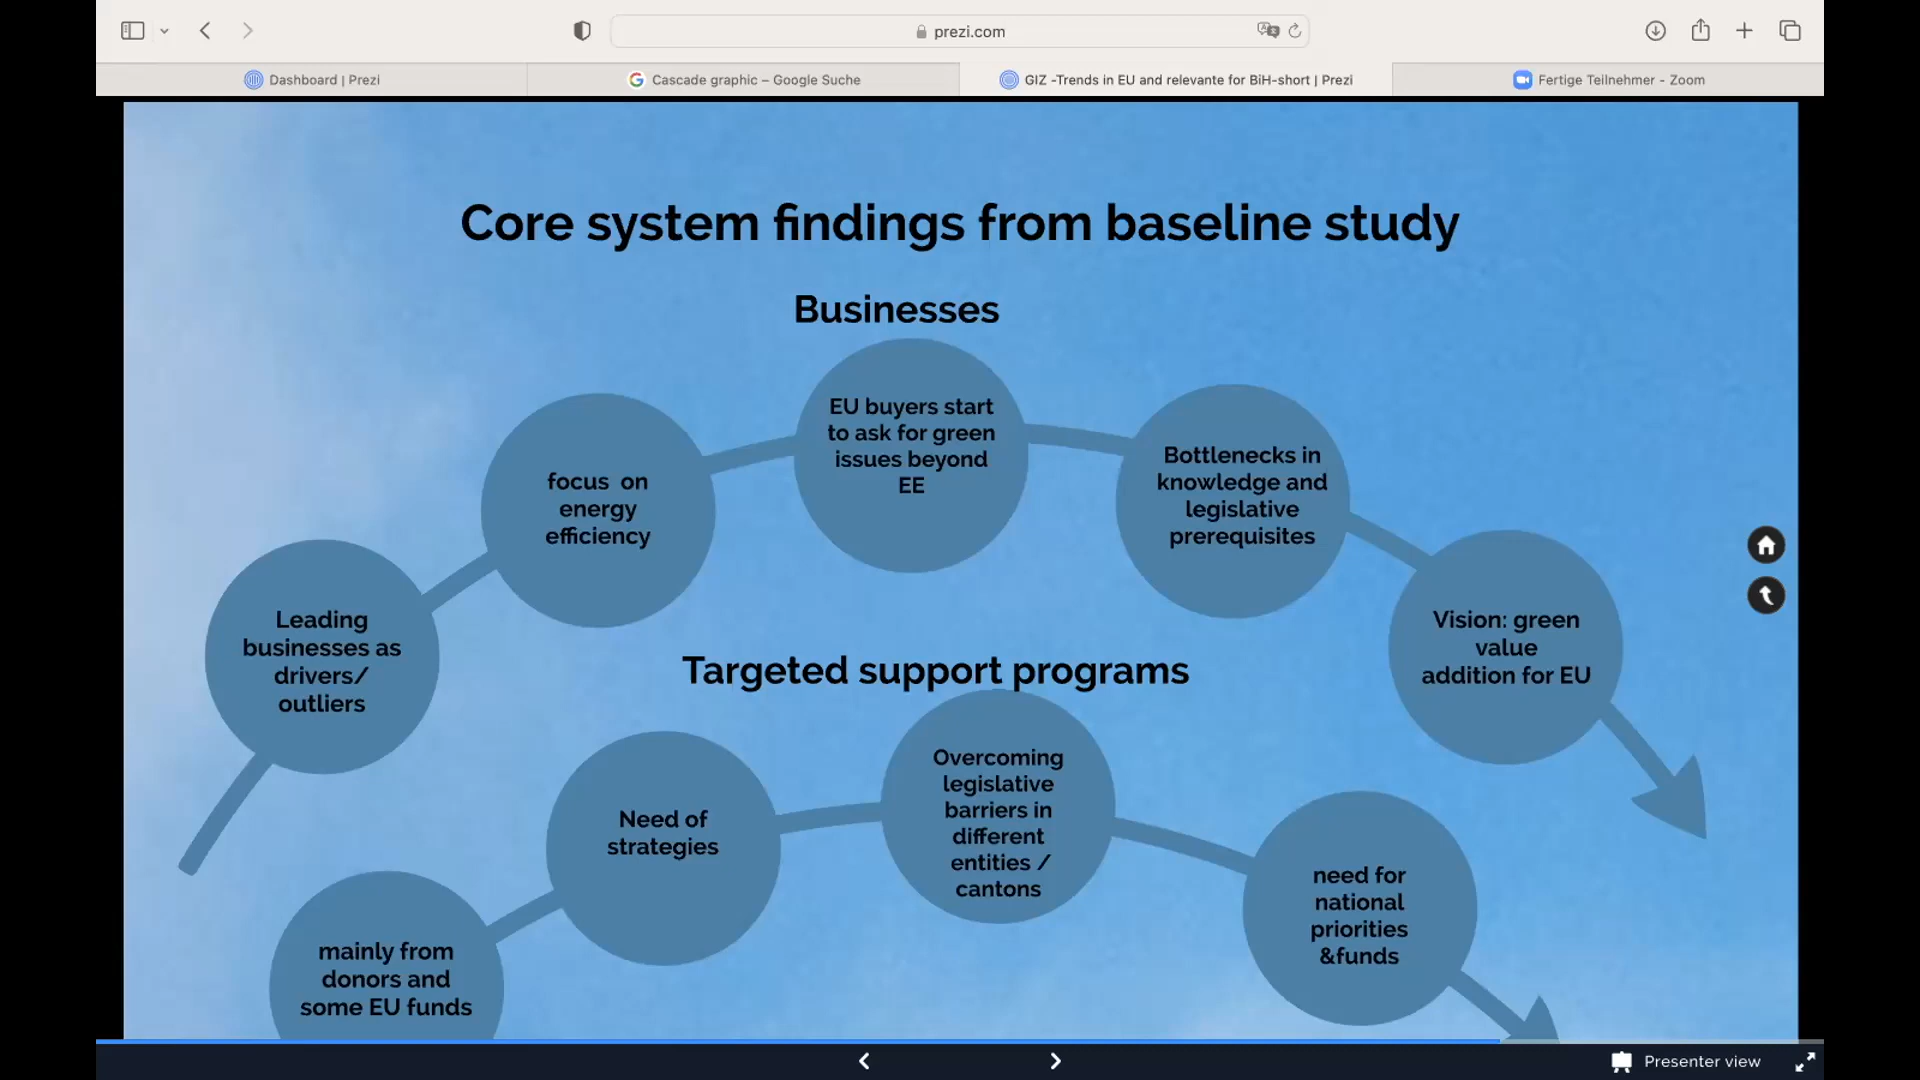 prezi.com
Dashboard | Prezi
Cascade graphic – Google Suche
GIZ -Trends in EU and relevante for BiH-short | Prezi
Fertige Teilnehmer - Zoom
Core system findings from baseline study
Businesses
Leading
businesses as
drivers/
outliers
focus on
energy
efficiency
EU buyers start
to ask for green
issues beyond
EE
Bottlenecks in
knowledge and
legislative
prerequisites
Vision: green
value
addition for EU
Targeted support programs
mainly from
donors and
some EU funds
Need of
strategies
Overcoming
legislative
barriers in
different
entities /
cantons
need for
national
priorities
&funds
Presenter view